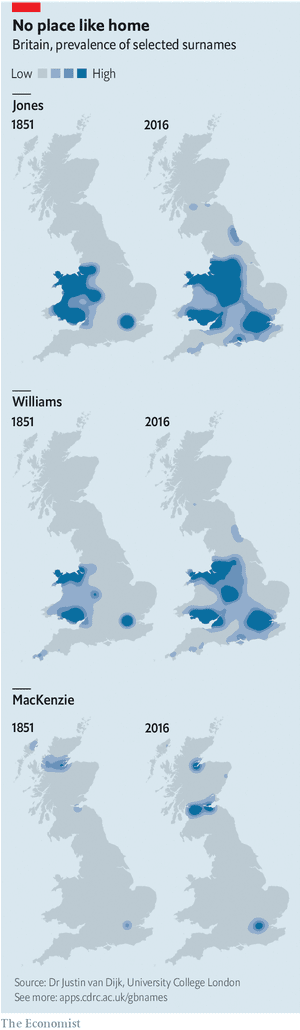 No place like home
Britain, prevalence of selected surnames
Low High
Jones
1851 2016
Williams
1851 2016
MacKenzie
1851 2016
Source: Dr Justin van Dijk, University College London
See more: apps.cdrc.ac.uk/gbnames
The Economist